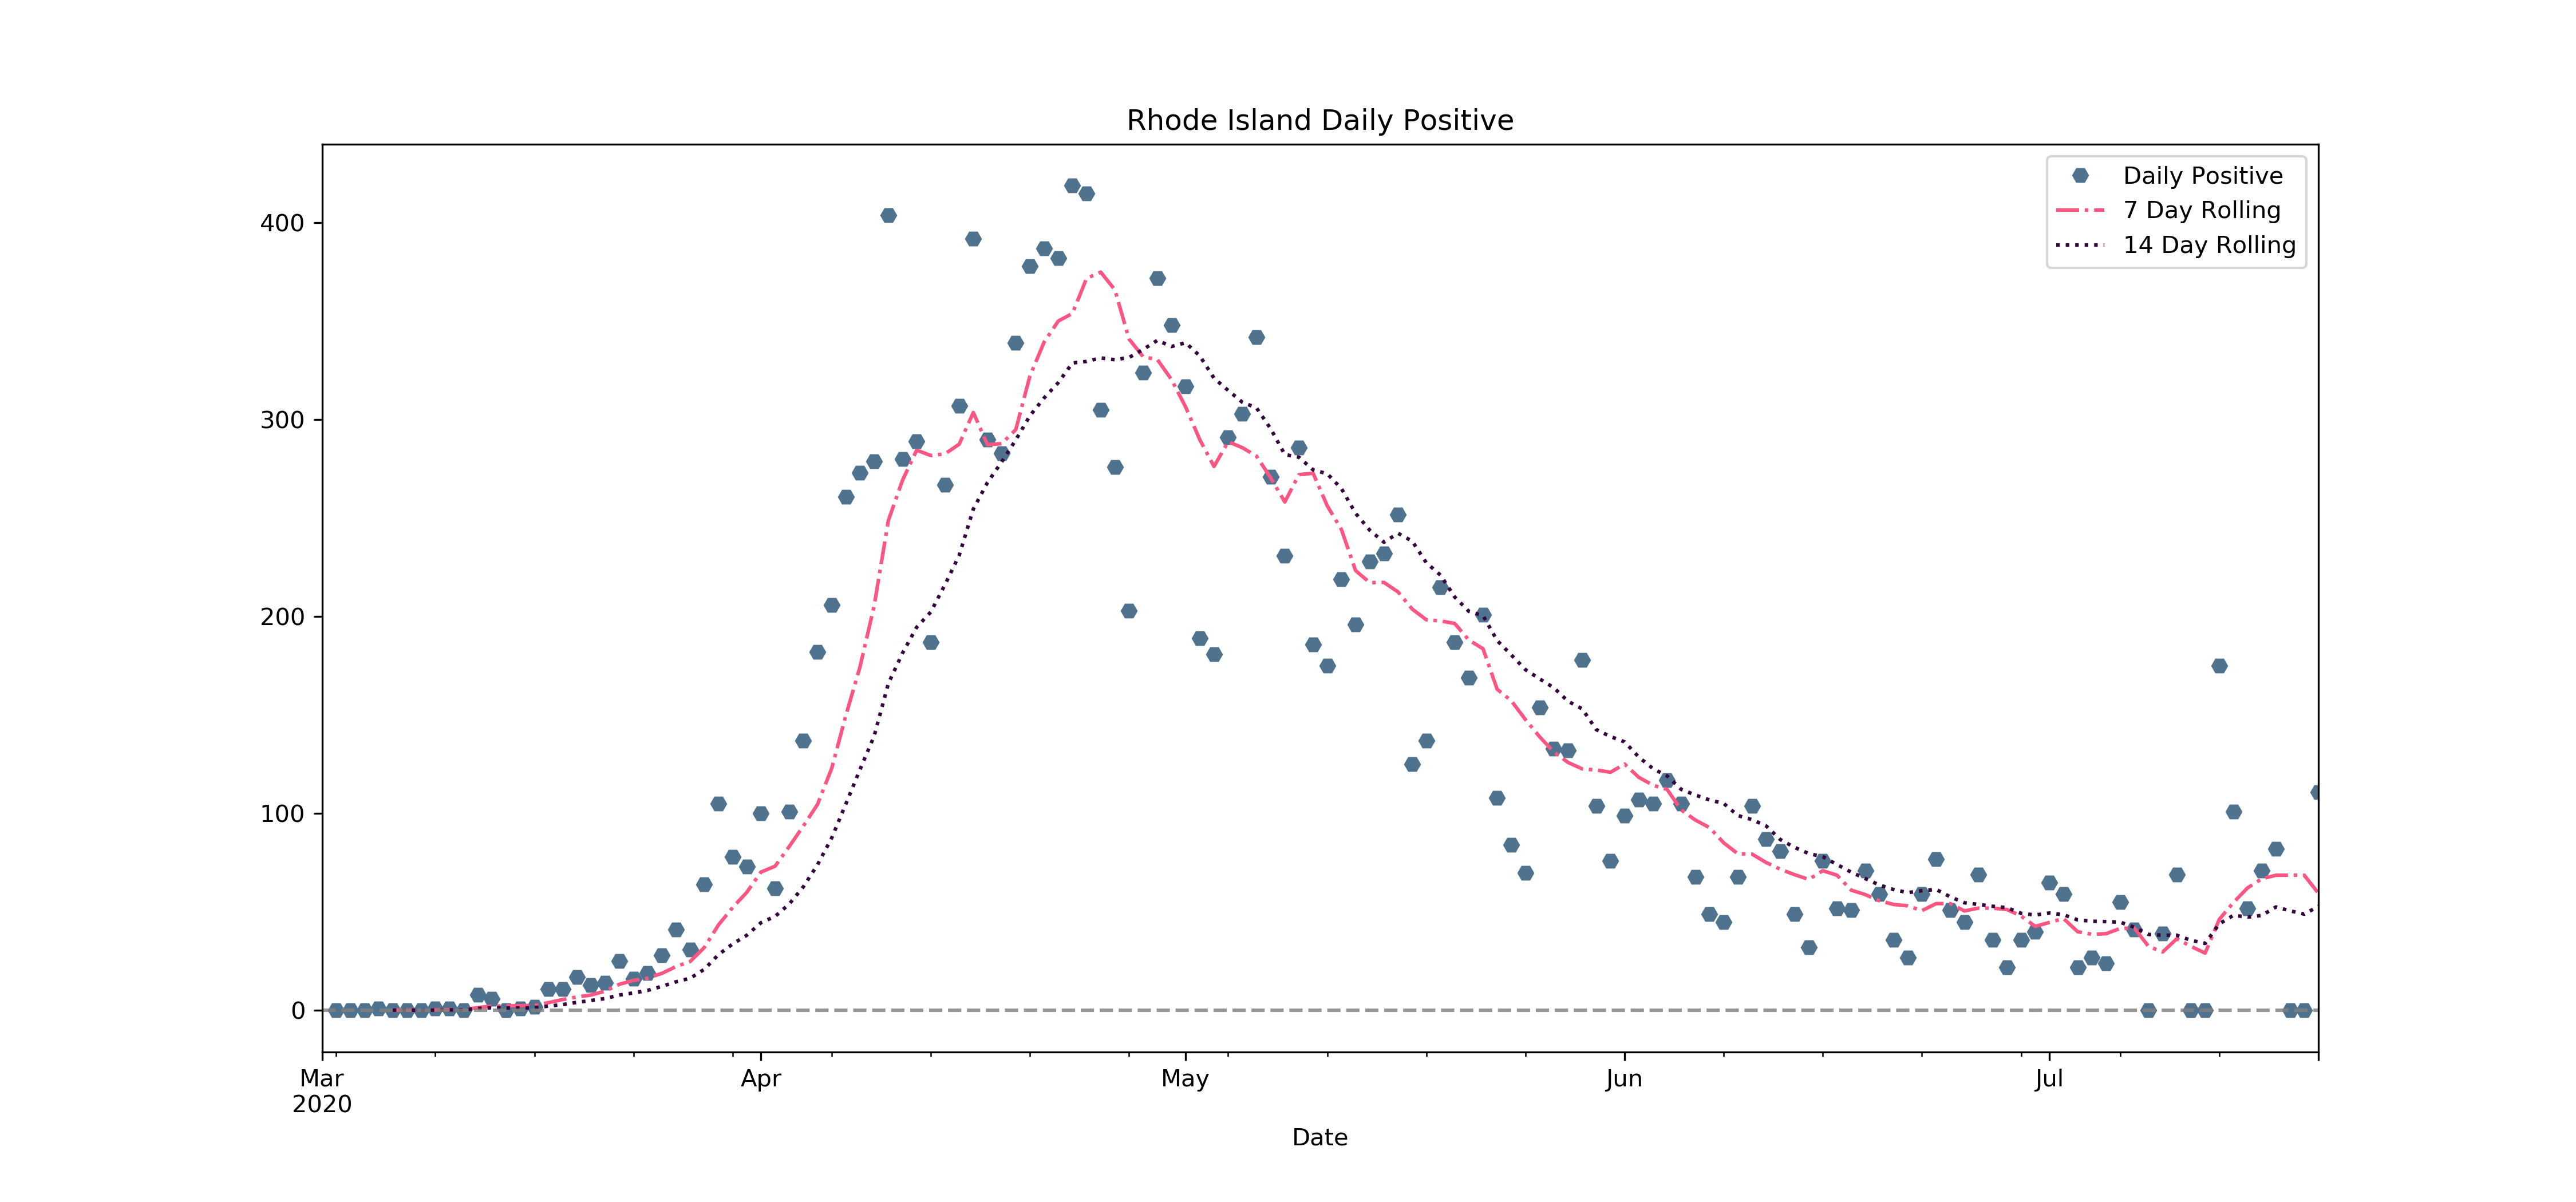 Rhode Island Daily Positive
Daily Positive
7 Day Rolling
14 Day Rolling
400
300
200
100
0
Mar
2020
Apr
May
Jun
Jul
Date